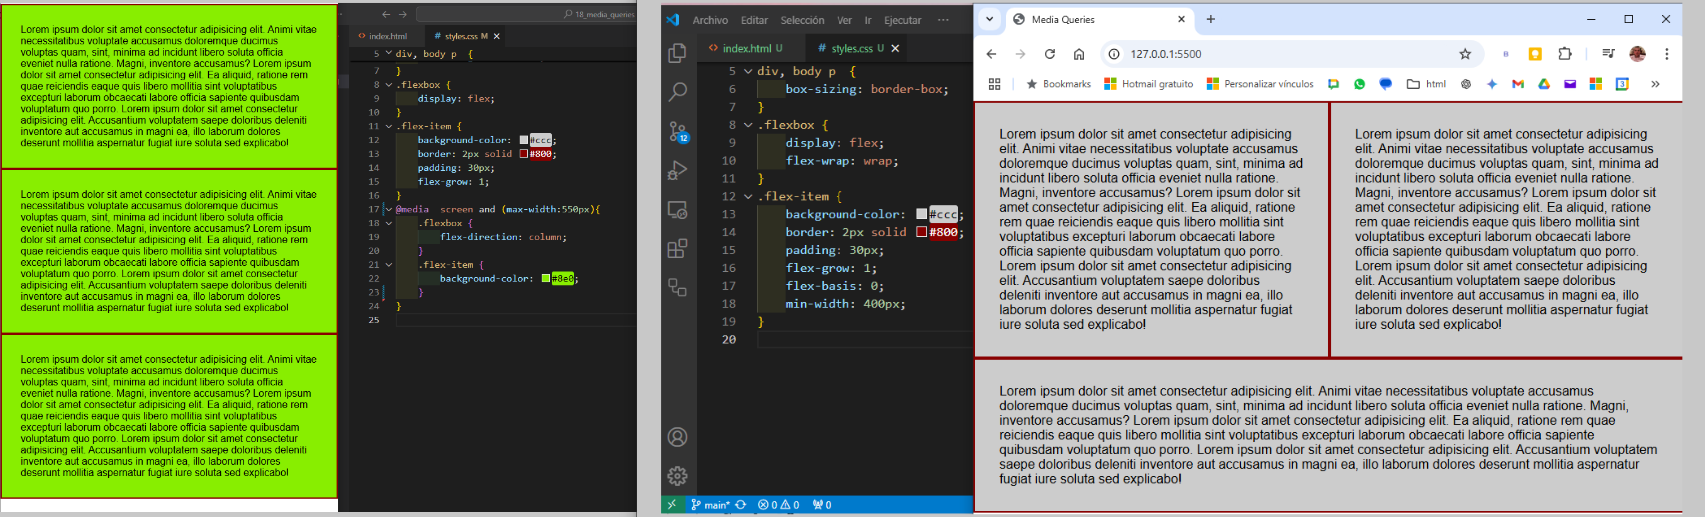 Lorem ipsum dolor sit amet consectetur adipisicing elit. Animi vitae
necessitatibus voluptate accusamus doloremque ducimus
voluptas quam, sint, minima ad incidunt libero soluta officia
eveniet nulla ratione. Magni, inventore accusamus? Lorem ipsum
dolor sit amet consectetur adipisicing elit. Ea aliquid, ratione rem
quae reiciendis eaque quis libero mollitia sint voluptatibus
excepturi laborum obcaecati labore officia sapiente quibusdam
voluptatum quo porro. Lorem ipsum dolor sit amet consectetur
adipisicing elit. Accusantium voluptatem saepe doloribus deleniti
inventore aut accusamus in magni ea, illo laborum dolores
deserunt mollitia aspernatur fugiat iure soluta sed explicabo!
Lorem ipsum dolor sit amet consectetur adipisicing elit. Animi vitae
necessitatibus voluptate accusamus doloremque ducimus
voluptas quam, sint, minima ad incidunt libero soluta officia
eveniet nulla ratione. Magni, inventore accusamus? Lorem ipsum
dolor sit amet consectetur adipisicing elit. Ea aliquid, ratione rem
quae reiciendis eaque quis libero mollitia sint voluptatibus
excepturi laborum obcaecati labore officia sapiente quibusdam
voluptatum quo porro. Lorem ipsum dolor sit amet consectetur
adipisicing elit. Accusantium voluptatem saepe doloribus deleniti
inventore aut accusamus in magni ea, illo laborum dolores
deserunt mollitia aspernatur fugiat iure soluta sed explicabo!
Lorem ipsum dolor sit amet consectetur adipisicing elit. Animi vitae
necessitatibus voluptate accusamus doloremque ducimus
voluptas quam, sint, minima ad incidunt libero soluta officia
eveniet nulla ratione. Magni, inventore accusamus? Lorem ipsum
dolor sit amet consectetur adipisicing elit. Ea aliquid, ratione rem
quae reiciendis eaque quis libero mollitia sint voluptatibus
excepturi laborum obcaecati labore officia sapiente quibusdam
voluptatum quo porro. Lorem ipsum dolor sit amet consectetur
adipisicing elit. Accusantium voluptatem saepe doloribus deleniti
inventore aut accusamus in magni ea, illo laborum dolores
deserunt mollitia aspernatur fugiat iure soluta sed explicabo!
18_media_queries
index.html
styles.css M
5 div, body p {
7 }
8 .flexbox {
9 display: flex;
10 }
11 .flex-item {
12 background-color: #ccc;
13 border: 2px solid #800;
14 padding: 30px;
15 flex-grow: 1;
16 }
17 @media screen and (max-width:550px){
18 .flexbox {
19 flex-direction: column;
20 }
21 .flex-item {
22 background-color: #8e0;
23 }
24 }
25
Archivo Editar Selección Ver Ir Ejecutar ···
index.html U
styles.css U
5 div, body p {
6 box-sizing: border-box;
7 }
8 .flexbox {
9 display: flex;
10 flex-wrap: wrap;
11 }
12 .flex-item {
13 background-color: #ccc;
14 border: 2px solid #800;
15 padding: 30px;
16 flex-grow: 1;
17 flex-basis: 0;
18 min-width: 400px;
19 }
20
12
main* 0 0 0
Media Queries
127.0.0.1:5500
Bookmarks Hotmail gratuito Personalizar vínculos html 3 »
Lorem ipsum dolor sit amet consectetur adipisicing
elit. Animi vitae necessitatibus voluptate accusamus
doloremque ducimus voluptas quam, sint, minima ad
incidunt libero soluta officia eveniet nulla ratione.
Magni, inventore accusamus? Lorem ipsum dolor sit
amet consectetur adipisicing elit. Ea aliquid, ratione
rem quae reiciendis eaque quis libero mollitia sint
voluptatibus excepturi laborum obcaecati labore
officia sapiente quibusdam voluptatum quo porro.
Lorem ipsum dolor sit amet consectetur adipisicing
elit. Accusantium voluptatem saepe doloribus
deleniti inventore aut accusamus in magni ea, illo
laborum dolores deserunt mollitia aspernatur fugiat
iure soluta sed explicabo!
Lorem ipsum dolor sit amet consectetur adipisicing
elit. Animi vitae necessitatibus voluptate accusamus
doloremque ducimus voluptas quam, sint, minima ad
incidunt libero soluta officia eveniet nulla ratione.
Magni, inventore accusamus? Lorem ipsum dolor sit
amet consectetur adipisicing elit. Ea aliquid, ratione
rem quae reiciendis eaque quis libero mollitia sint
voluptatibus excepturi laborum obcaecati labore
officia sapiente quibusdam voluptatum quo porro.
Lorem ipsum dolor sit amet consectetur adipisicing
elit. Accusantium voluptatem saepe doloribus
deleniti inventore aut accusamus in magni ea, illo
laborum dolores deserunt mollitia aspernatur fugiat
iure soluta sed explicabo!
Lorem ipsum dolor sit amet consectetur adipisicing elit. Animi vitae necessitatibus voluptate accusamus
doloremque ducimus voluptas quam, sint, minima ad incidunt libero soluta officia eveniet nulla ratione. Magni,
inventore accusamus? Lorem ipsum dolor sit amet consectetur adipisicing elit. Ea aliquid, ratione rem quae
reiciendis eaque quis libero mollitia sint voluptatibus excepturi laborum obcaecati labore officia sapiente
quibusdam voluptatum quo porro. Lorem ipsum dolor sit amet consectetur adipisicing elit. Accusantium voluptatem
saepe doloribus deleniti inventore aut accusamus in magni ea, illo laborum dolores deserunt mollitia aspernatur
fugiat iure soluta sed explicabo!